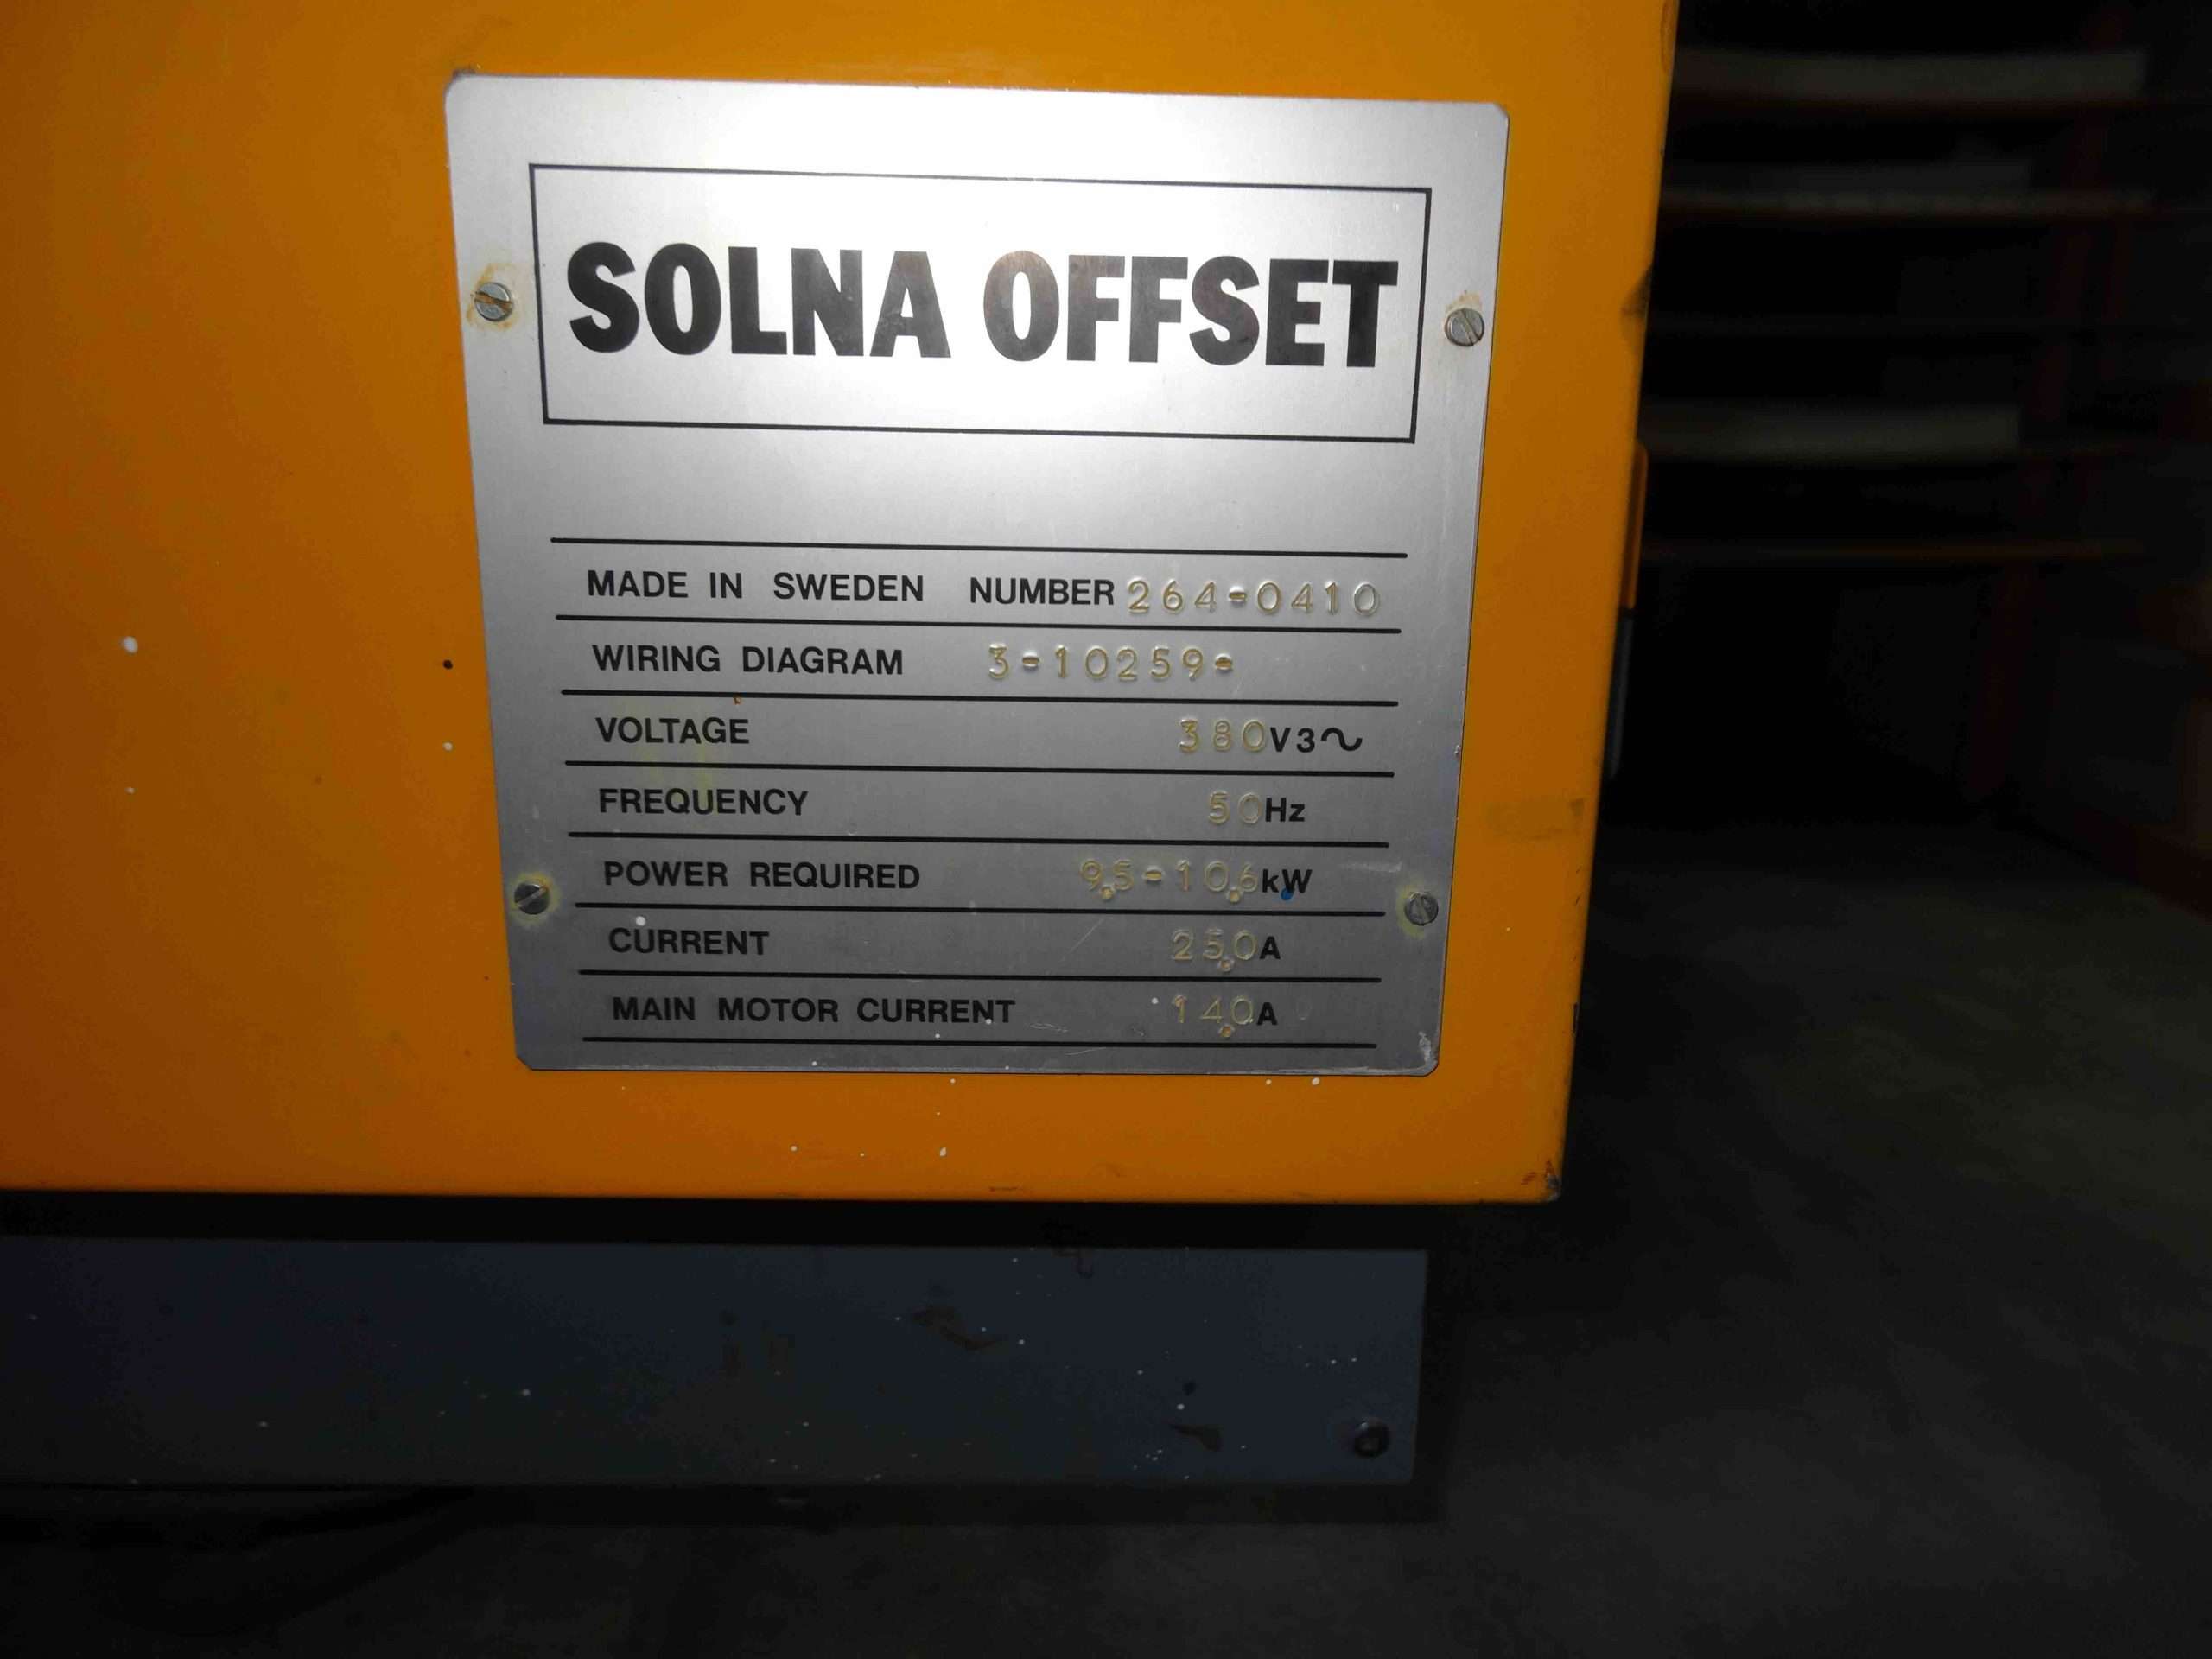 SOLNA OFFSET
MADE IN SWEDEN NUMBER 264-0410
WIRING DIAGRAM 3-10259-
VOLTAGE 380V3~
FREQUENCY 50Hz
POWER REQUIRED 9.5-10.6kW
CURRENT 25.0A
MAIN MOTOR CURRENT 14.0A